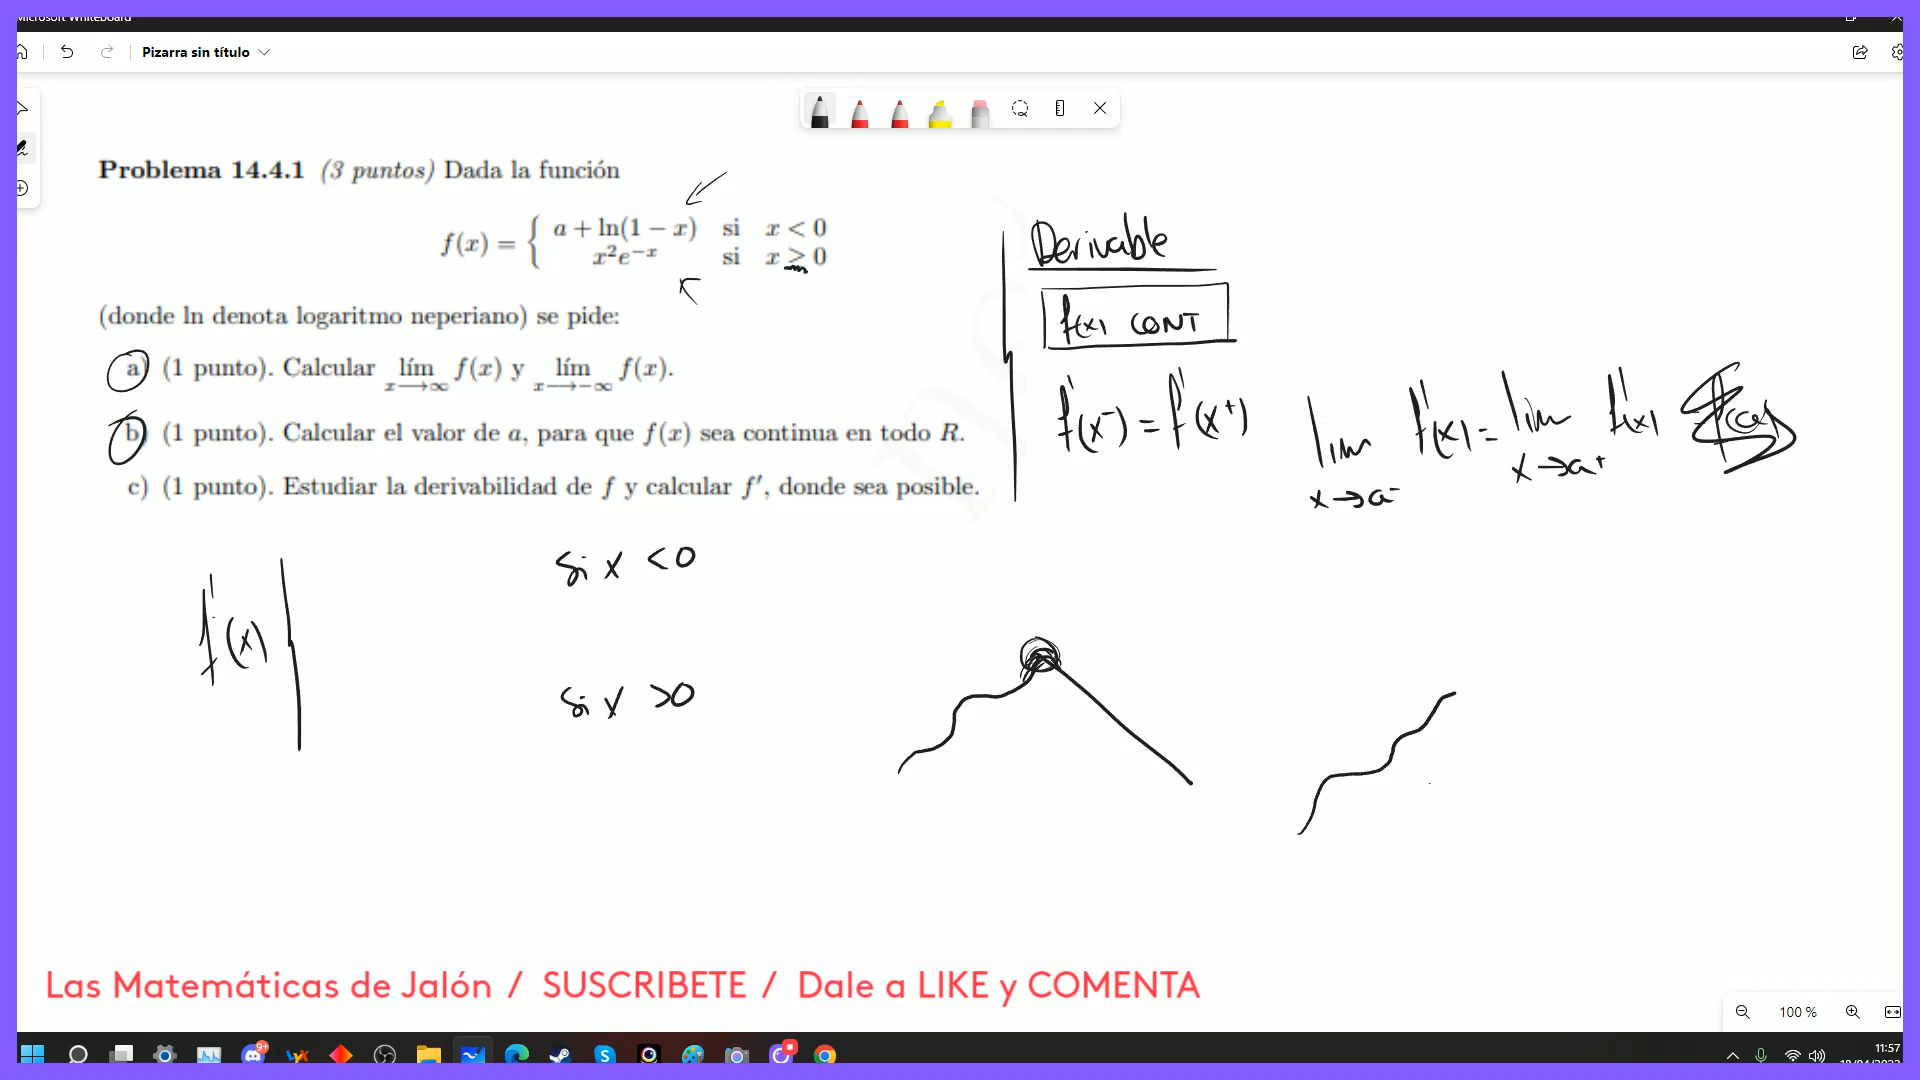 Microsoft Whiteboard
Pizarra sin título
Problema 14.4.1 (3 puntos) Dada la función
f(x) = { a + ln(1 − x) si x < 0
x²e⁻ˣ si x ≥ 0
(donde ln denota logaritmo neperiano) se pide:
a) (1 punto). Calcular lím x⟶∞ f(x) y lím x⟶−∞ f(x).
b) (1 punto). Calcular el valor de a, para que f(x) sea continua en todo R.
c) (1 punto). Estudiar la derivabilidad de f y calcular f′, donde sea posible.
Derivable
f(x) CONT
f'(x⁻) = f'(x⁺)
lim x→a⁻ f'(x) = lim x→a⁺ f'(x)
f'(x)
si x < 0
si x > 0
Las Matemáticas de Jalón / SUSCRIBETE / Dale a LIKE y COMENTA
100 %
9+
11:57